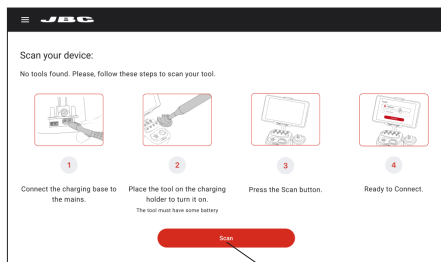 JBC
Scan your device:
No tools found. Please, follow these steps to scan your tool.
1
2
3
4
Connect the charging base to
the mains.
Place the tool on the charging
holder to turn it on.
The tool must have some battery
Press the Scan button.
Ready to Connect.
Scan